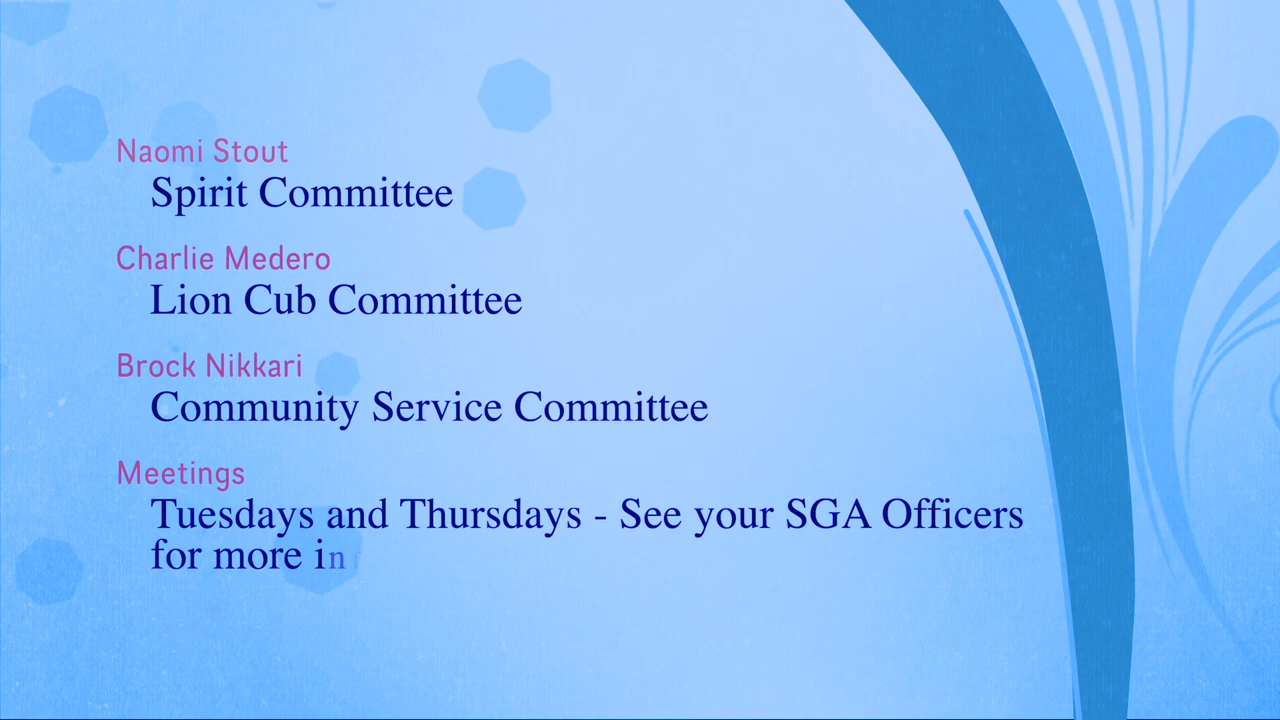 Naomi Stout
Spirit Committee
Charlie Medero
Lion Cub Committee
Brock Nikkari
Community Service Committee
Meetings
Tuesdays and Thursdays - See your SGA Officers
for more inf